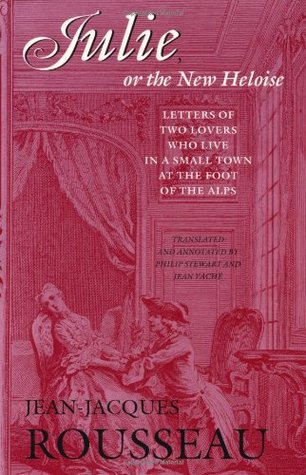 Julie,
or the New Heloise
LETTERS OF
TWO LOVERS
WHO LIVE
IN A SMALL TOWN
AT THE FOOT
OF THE ALPS
TRANSLATED
AND ANNOTATED BY
PHILIP STEWART AND
JEAN VACHÉ
JEAN-JACQUES
ROUSSEAU